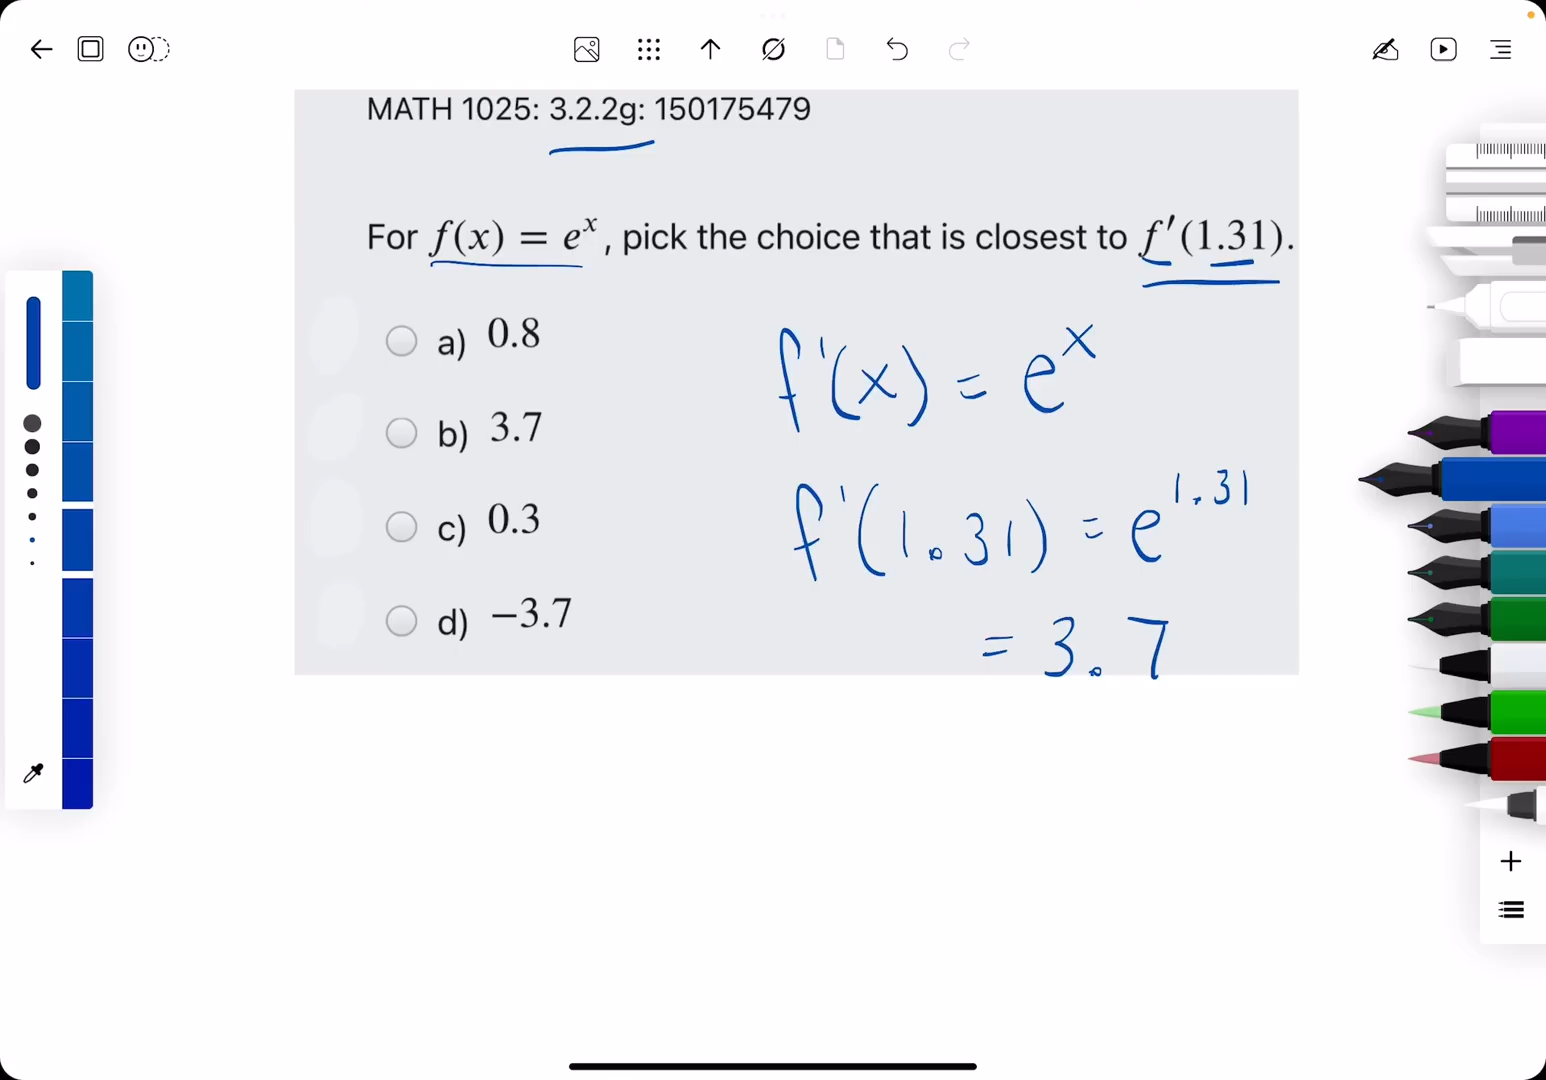 MATH 1025: 3.2.2g: 150175479
For f(x) = e^x, pick the choice that is closest to f′(1.31).
a) 0.8
b) 3.7
c) 0.3
d) −3.7
f'(x) = e^x
f'(1.31) = e^1.31
= 3.7